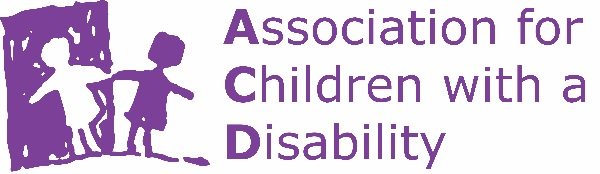 Association for
Children with a
Disability